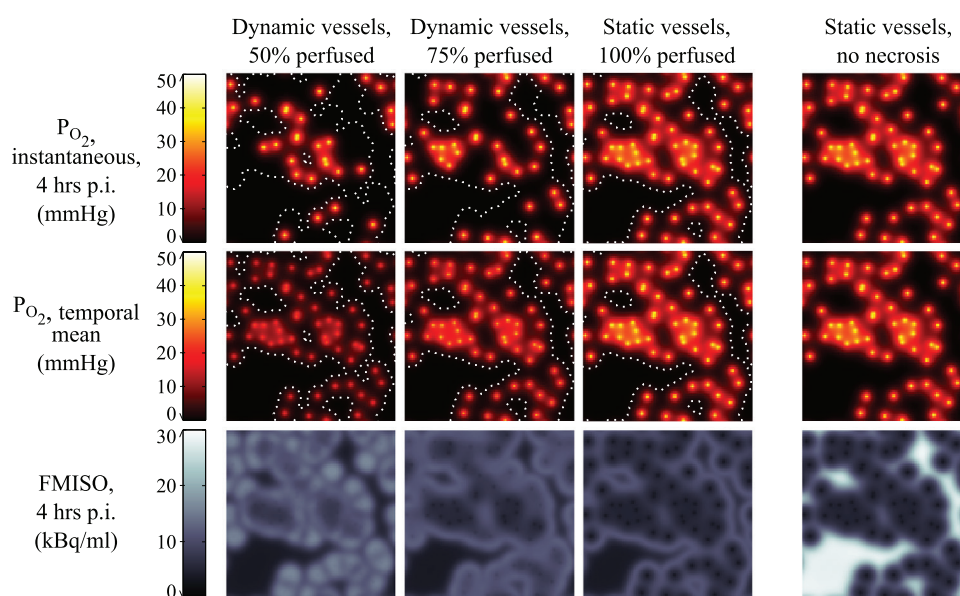 Dynamic vessels,
50% perfused
Dynamic vessels,
75% perfused
Static vessels,
100% perfused
Static vessels,
no necrosis
PO2,
instantaneous,
4 hrs p.i.
(mmHg)
50
40
30
20
10
0
PO2, temporal
mean
(mmHg)
50
40
30
20
10
0
FMISO,
4 hrs p.i.
(kBq/ml)
30
20
10
0